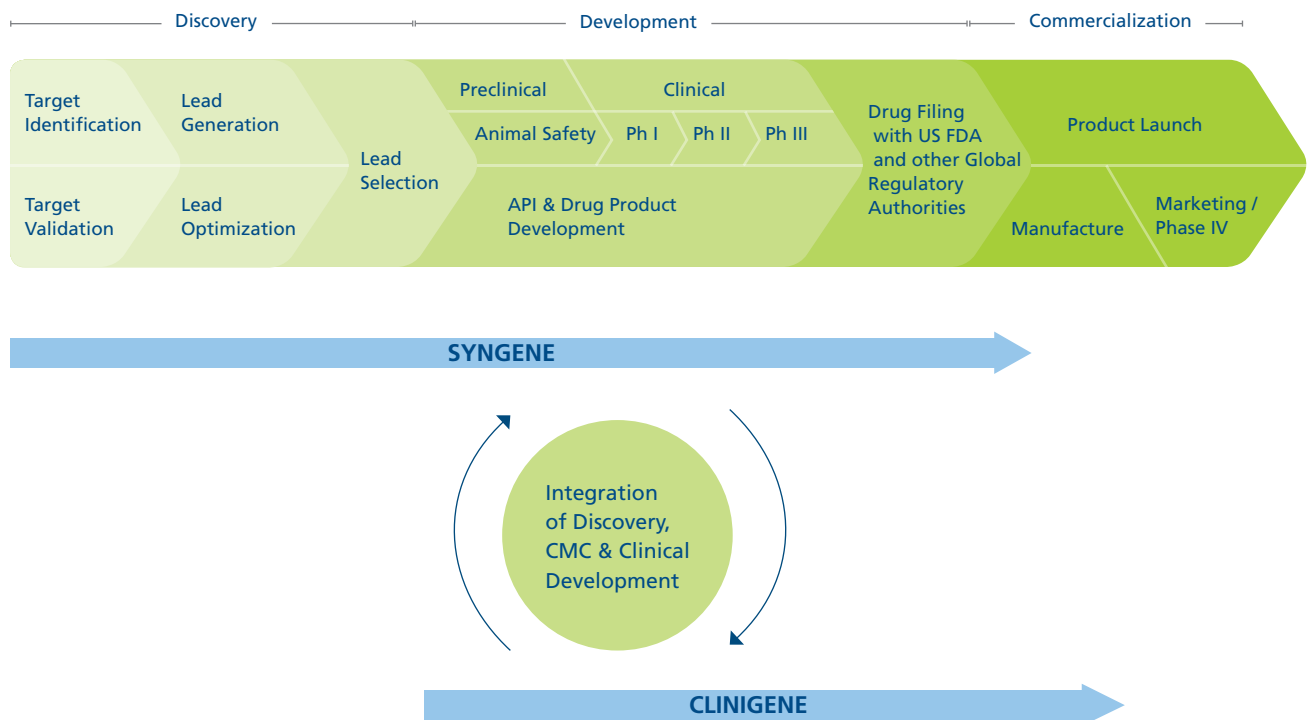 Discovery
Development
Commercialization
Target
Identification
Lead
Generation
Target
Validation
Lead
Optimization
Lead
Selection
Preclinical
Clinical
Animal Safety
Ph I
Ph II
Ph III
API & Drug Product
Development
Drug Filing
with US FDA
and other Global
Regulatory
Authorities
Product Launch
Manufacture
Marketing /
Phase IV
SYNGENE
Integration
of Discovery,
CMC & Clinical
Development
CLINIGENE